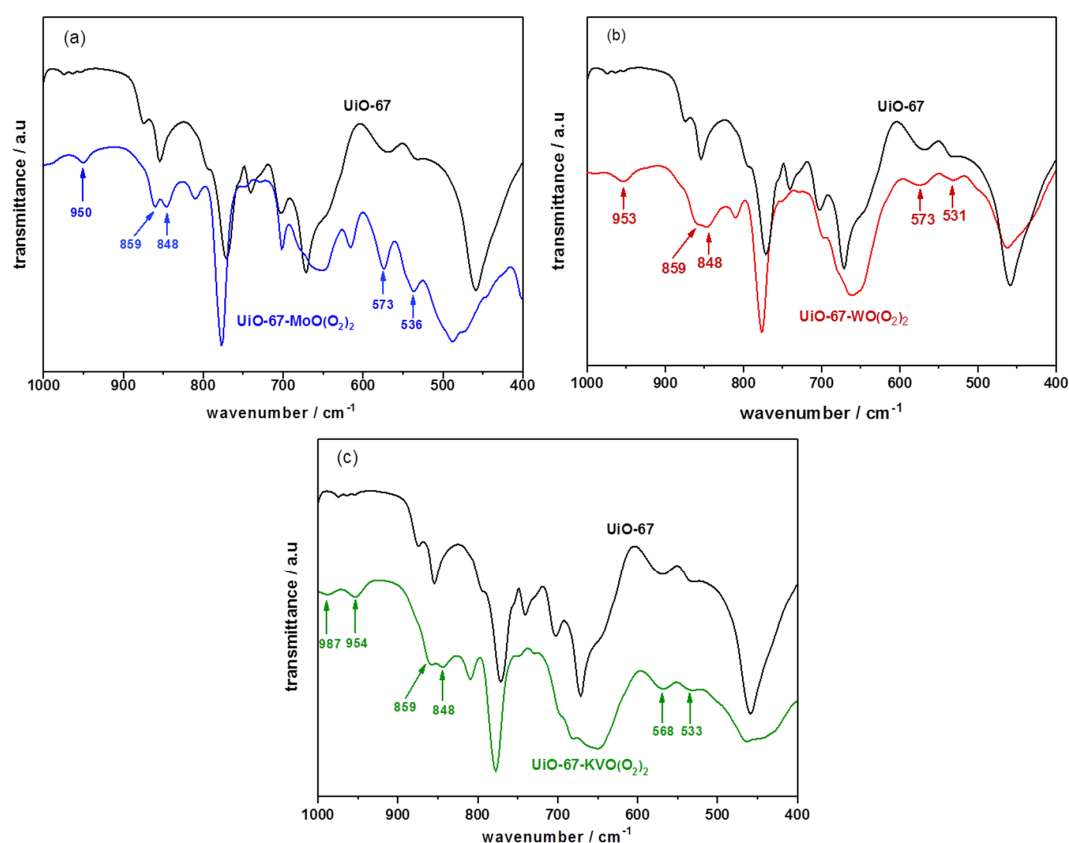 (a)
UiO-67
950
859
848
573
536
UiO-67-MoO(O₂)₂
transmittance / a.u
1000 900 800 700 600 500 400
wavenumber / cm⁻¹
(b)
UiO-67
953
859
848
573
531
UiO-67-WO(O₂)₂
transmittance / a.u
1000 900 800 700 600 500 400
wavenumber / cm⁻¹
(c)
UiO-67
987
954
859
848
568
533
UiO-67-KVO(O₂)₂
transmittance / a.u
1000 900 800 700 600 500 400
wavenumber / cm⁻¹